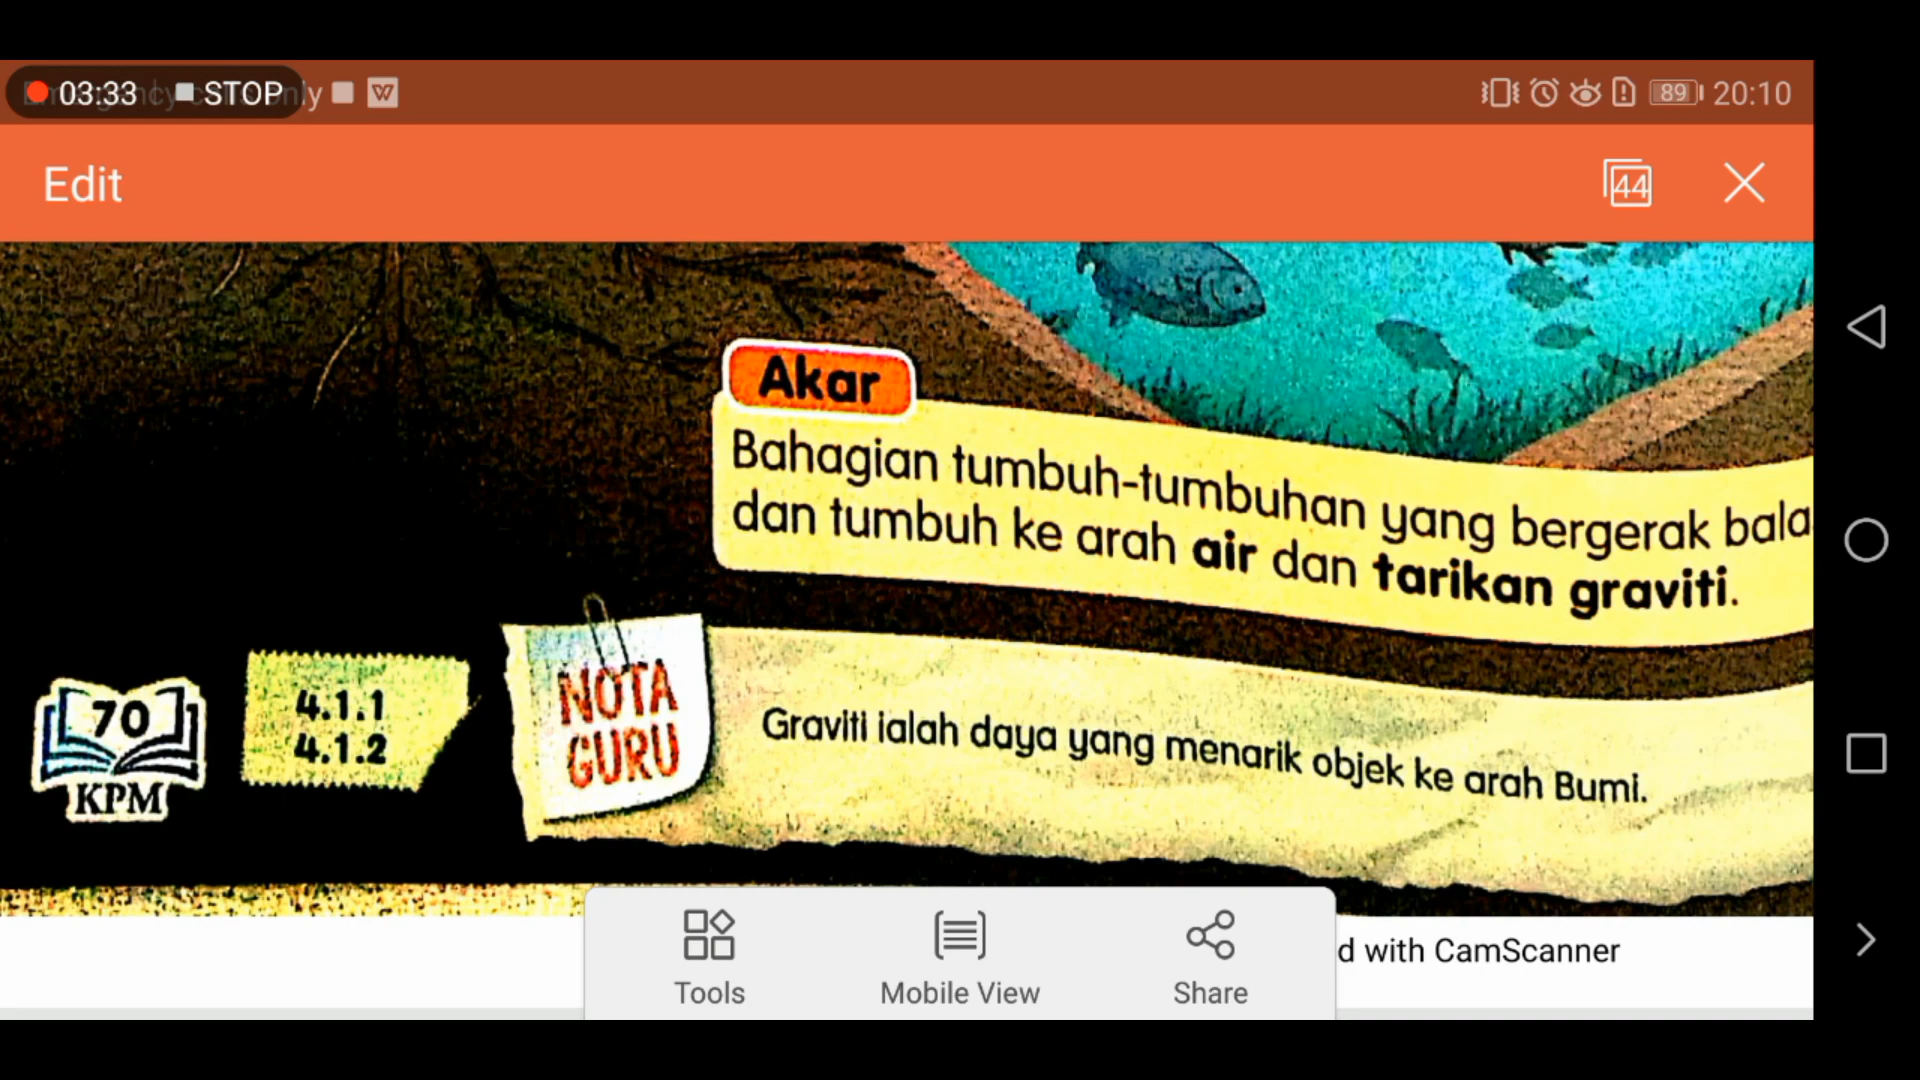 03:33 STOP
89 20:10
Edit
44
Akar
Bahagian tumbuh-tumbuhan yang bergerak bala
dan tumbuh ke arah air dan tarikan graviti.
70
KPM
4.1.1
4.1.2
NOTA
GURU
Graviti ialah daya yang menarik objek ke arah Bumi.
d with CamScanner
Tools
Mobile View
Share